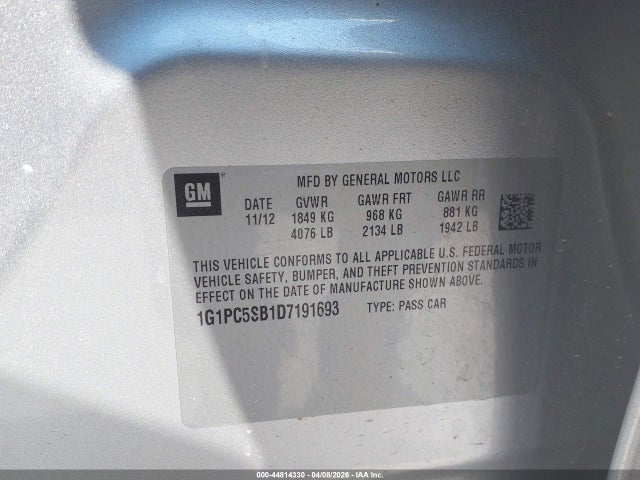 GM
MFD BY GENERAL MOTORS LLC
DATE GVWR GAWR FRT GAWR RR
11/12 1849 KG 968 KG 881 KG
4076 LB 2134 LB 1942 LB
THIS VEHICLE CONFORMS TO ALL APPLICABLE U.S. FEDERAL MOTOR
VEHICLE SAFETY, BUMPER, AND THEFT PREVENTION STANDARDS IN
EFFECT ON THE DATE OF MANUFACTURE SHOWN ABOVE.
1G1PC5SB1D7191693 TYPE: PASS CAR
000-44814330 - 04/08/2026 - IAA Inc.